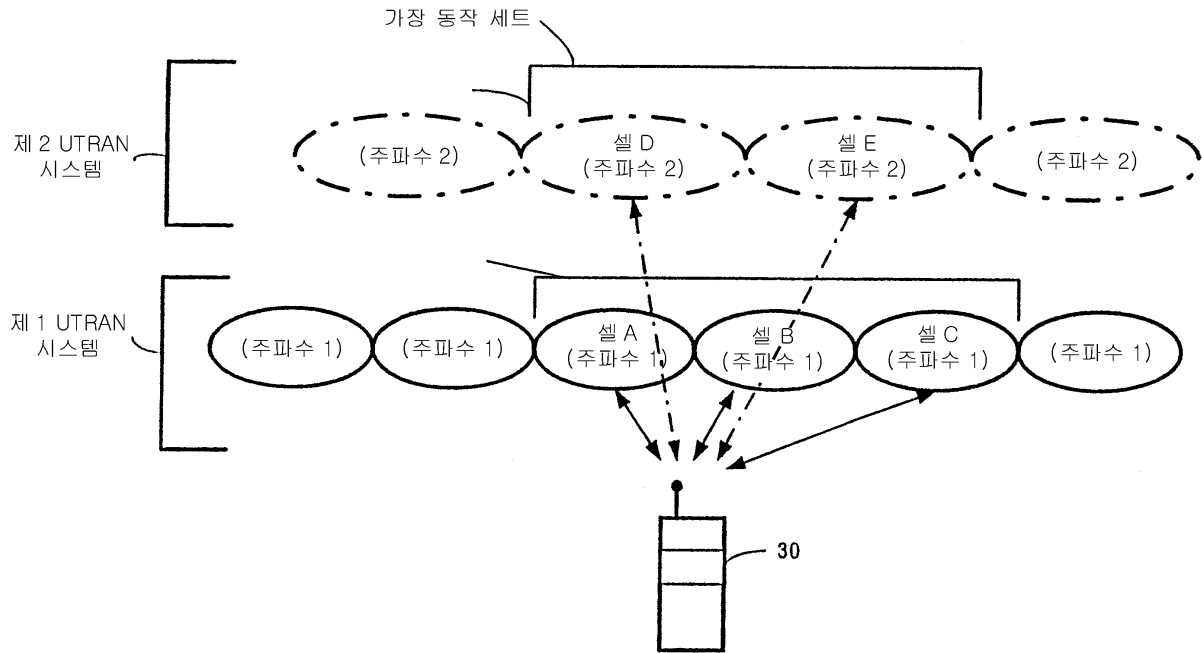 가장 동작 세트
제 2 UTRAN
시스템
(주파수 2)
셀 D
(주파수 2)
셀 E
(주파수 2)
(주파수 2)
제 1 UTRAN
시스템
(주파수 1)
(주파수 1)
셀 A
(주파수 1)
셀 B
(주파수 1)
셀 C
(주파수 1)
(주파수 1)
30